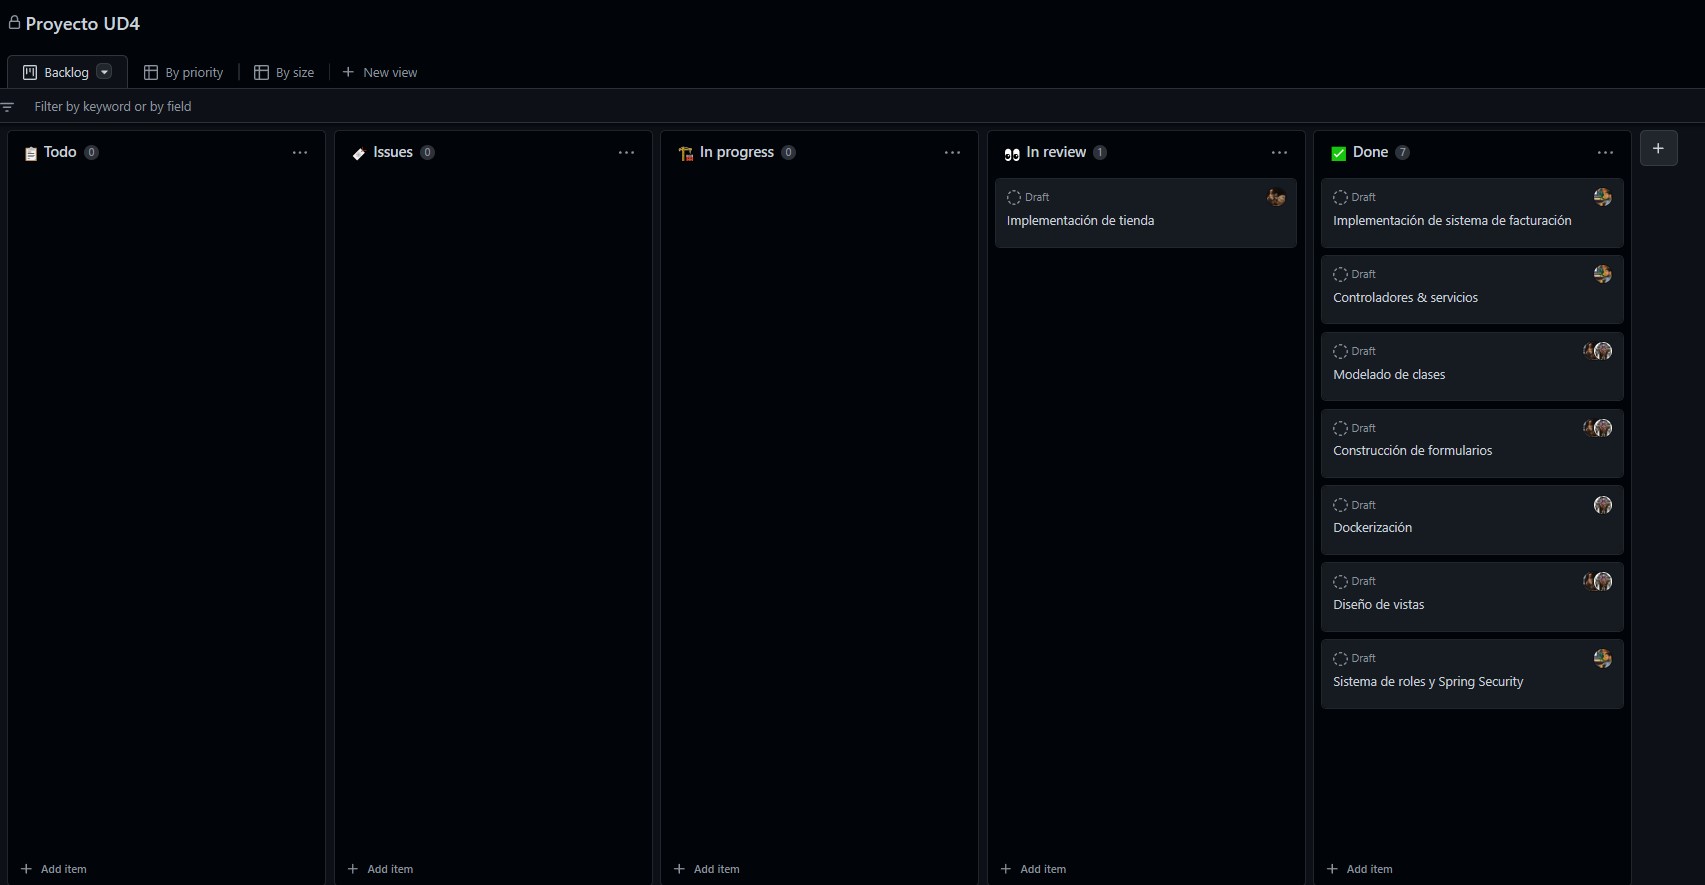 Proyecto UD4
Backlog
By priority
By size
New view
Filter by keyword or by field
Todo 0
Add item
Issues 0
Add item
In progress 0
Add item
In review 1
Draft
Implementación de tienda
Add item
Done 7
Draft
Implementación de sistema de facturación
Draft
Controladores & servicios
Draft
Modelado de clases
Draft
Construcción de formularios
Draft
Dockerización
Draft
Diseño de vistas
Draft
Sistema de roles y Spring Security
Add item